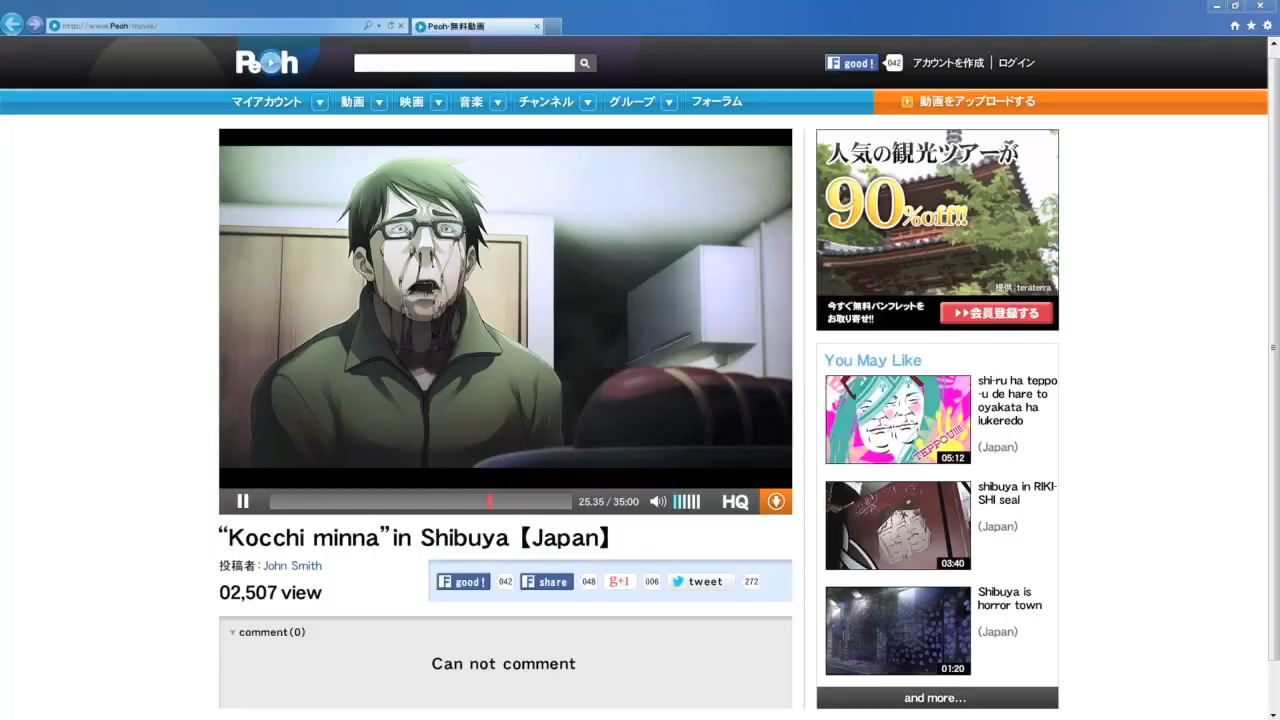 http://www.Peoh/movie/
Peoh-無料動画
Peoh
good!
042
アカウントを作成
ログイン
マイアカウント
動画
映画
音楽
チャンネル
グループ
フォーラム
動画をアップロードする
25.35 / 35:00
HQ
“Kocchi minna”in Shibuya【Japan】
投稿者:John Smith
02,507 view
good! 042
share 048
g+1 006
tweet 272
comment(0)
Can not comment
人気の観光ツアーが
90%off!!
提供:teraterra
今すぐ無料パンフレットを
お取り寄せ!!
会員登録する
You May Like
TEPPOU!!!!
05:12
shi-ru ha teppo
-u de hare to
oyakata ha
iukeredo
(Japan)
03:40
shibuya in RIKI-
SHI seal
(Japan)
01:20
Shibuya is
horror town
(Japan)
and more...